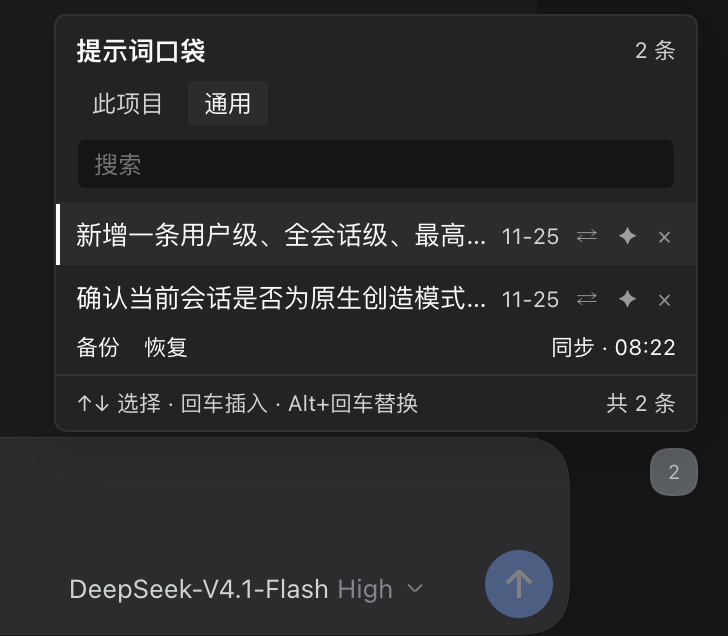 提示词口袋 2 条
此项目 通用
搜索
新增一条用户级、全会话级、最高... 11-25
确认当前会话是否为原生创造模式... 11-25
备份 恢复 同步 · 08:22
↑↓ 选择 · 回车插入 · Alt+回车替换 共 2 条
2
DeepSeek-V4.1-Flash High